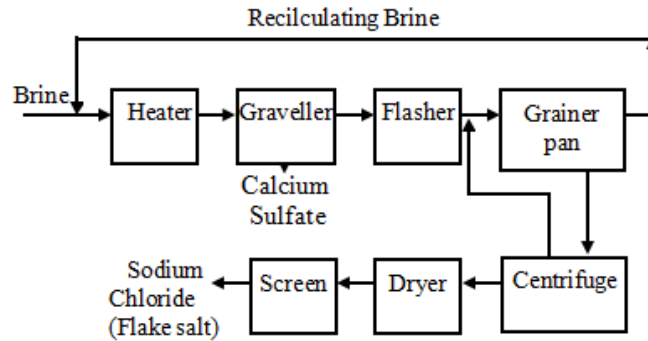 Recilculating Brine
Brine
Heater
Graveller
Flasher
Grainer
pan
Calcium
Sulfate
Sodium
Chloride
(Flake salt)
Screen
Dryer
Centrifuge